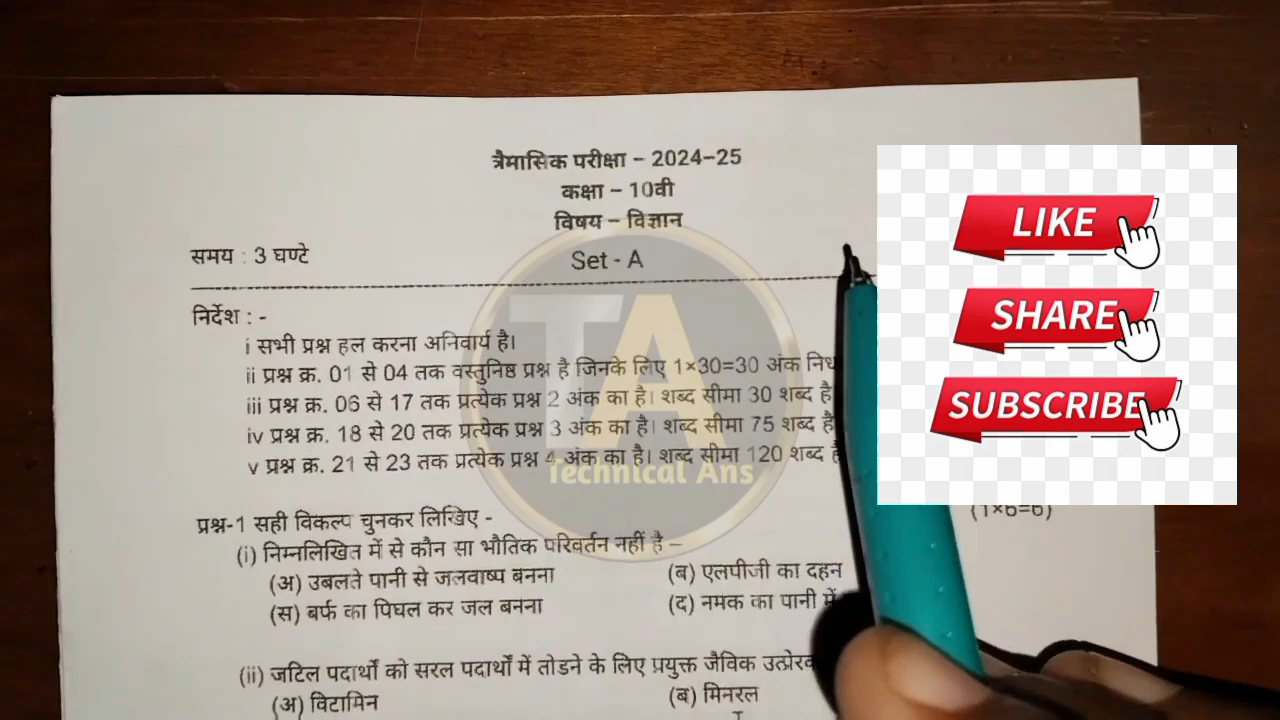 त्रैमासिक परीक्षा – 2024–25
कक्षा – 10वी
विषय – विज्ञान
समय : 3 घण्टे
Set - A
निर्देश : -
i सभी प्रश्न हल करना अनिवार्य है।
ii प्रश्न क्र. 01 से 04 तक वस्तुनिष्ठ प्रश्न है जिनके लिए 1×30=30 अंक
iii प्रश्न क्र. 06 से 17 तक प्रत्येक प्रश्न 2 अंक का है। शब्द सीमा 30 शब्द है
iv प्रश्न क्र. 18 से 20 तक प्रत्येक प्रश्न 3 अंक का है। शब्द सीमा 75 शब्द है
v प्रश्न क्र. 21 से 23 तक प्रत्येक प्रश्न 4 अंक का है। शब्द सीमा 120 शब्द
TA
Technical Ans
LIKE
SHARE
SUBSCRIBE
प्रश्न-1 सही विकल्प चुनकर लिखिए - (1×6=6)
(i) निम्नलिखित में से कौन सा भौतिक परिवर्तन नहीं है –
(अ) उबलते पानी से जलवाष्प बनना (ब) एलपीजी का दहन
(स) बर्फ का पिघल कर जल बनना (द) नमक का पानी में
(ii) जटिल पदार्थों को सरल पदार्थों में तोडने के लिए प्रयुक्त जैविक
(अ) विटामिन (ब) मिनरल